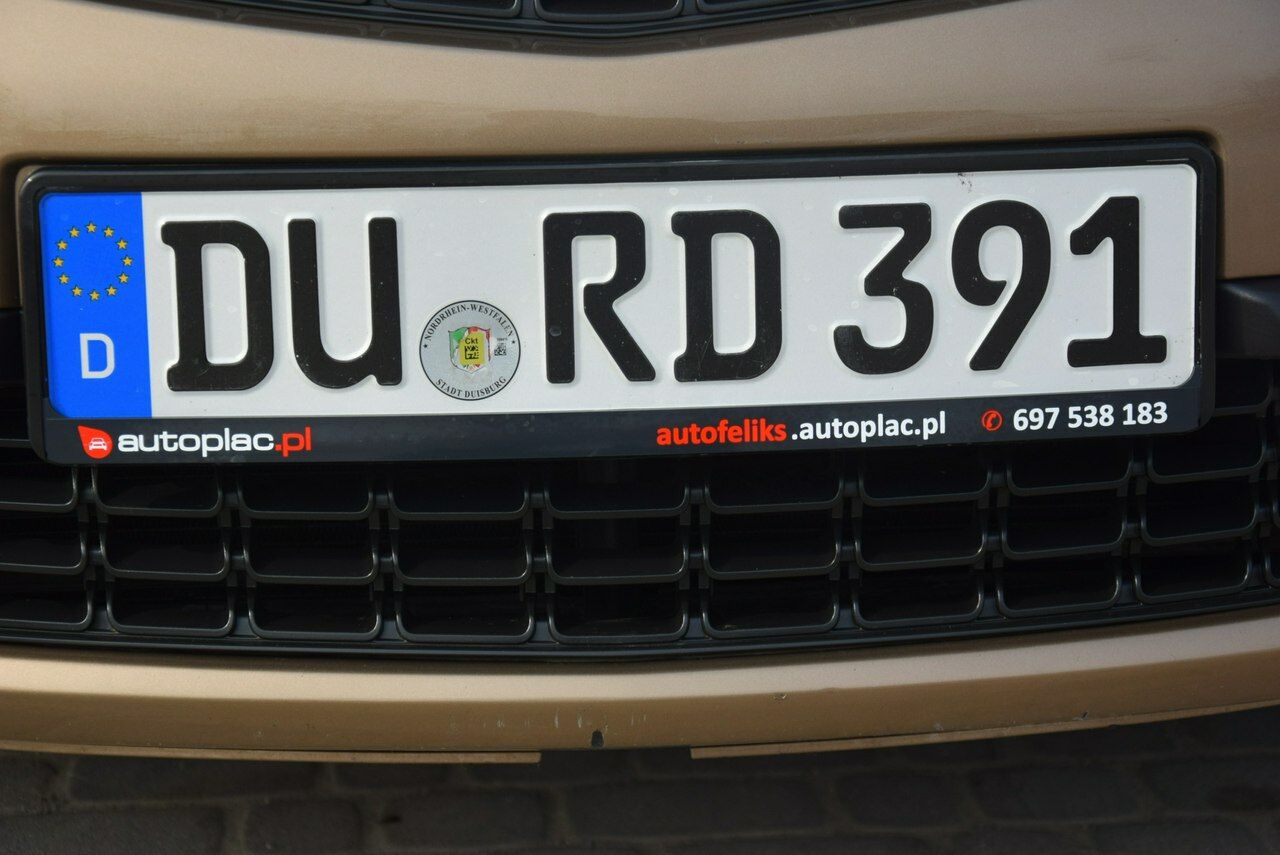 DU RD 391
D
NORDRHEIN-WESTFALEN
STADT DUISBURG
autoplac.pl
autofeliks.autoplac.pl 697 538 183